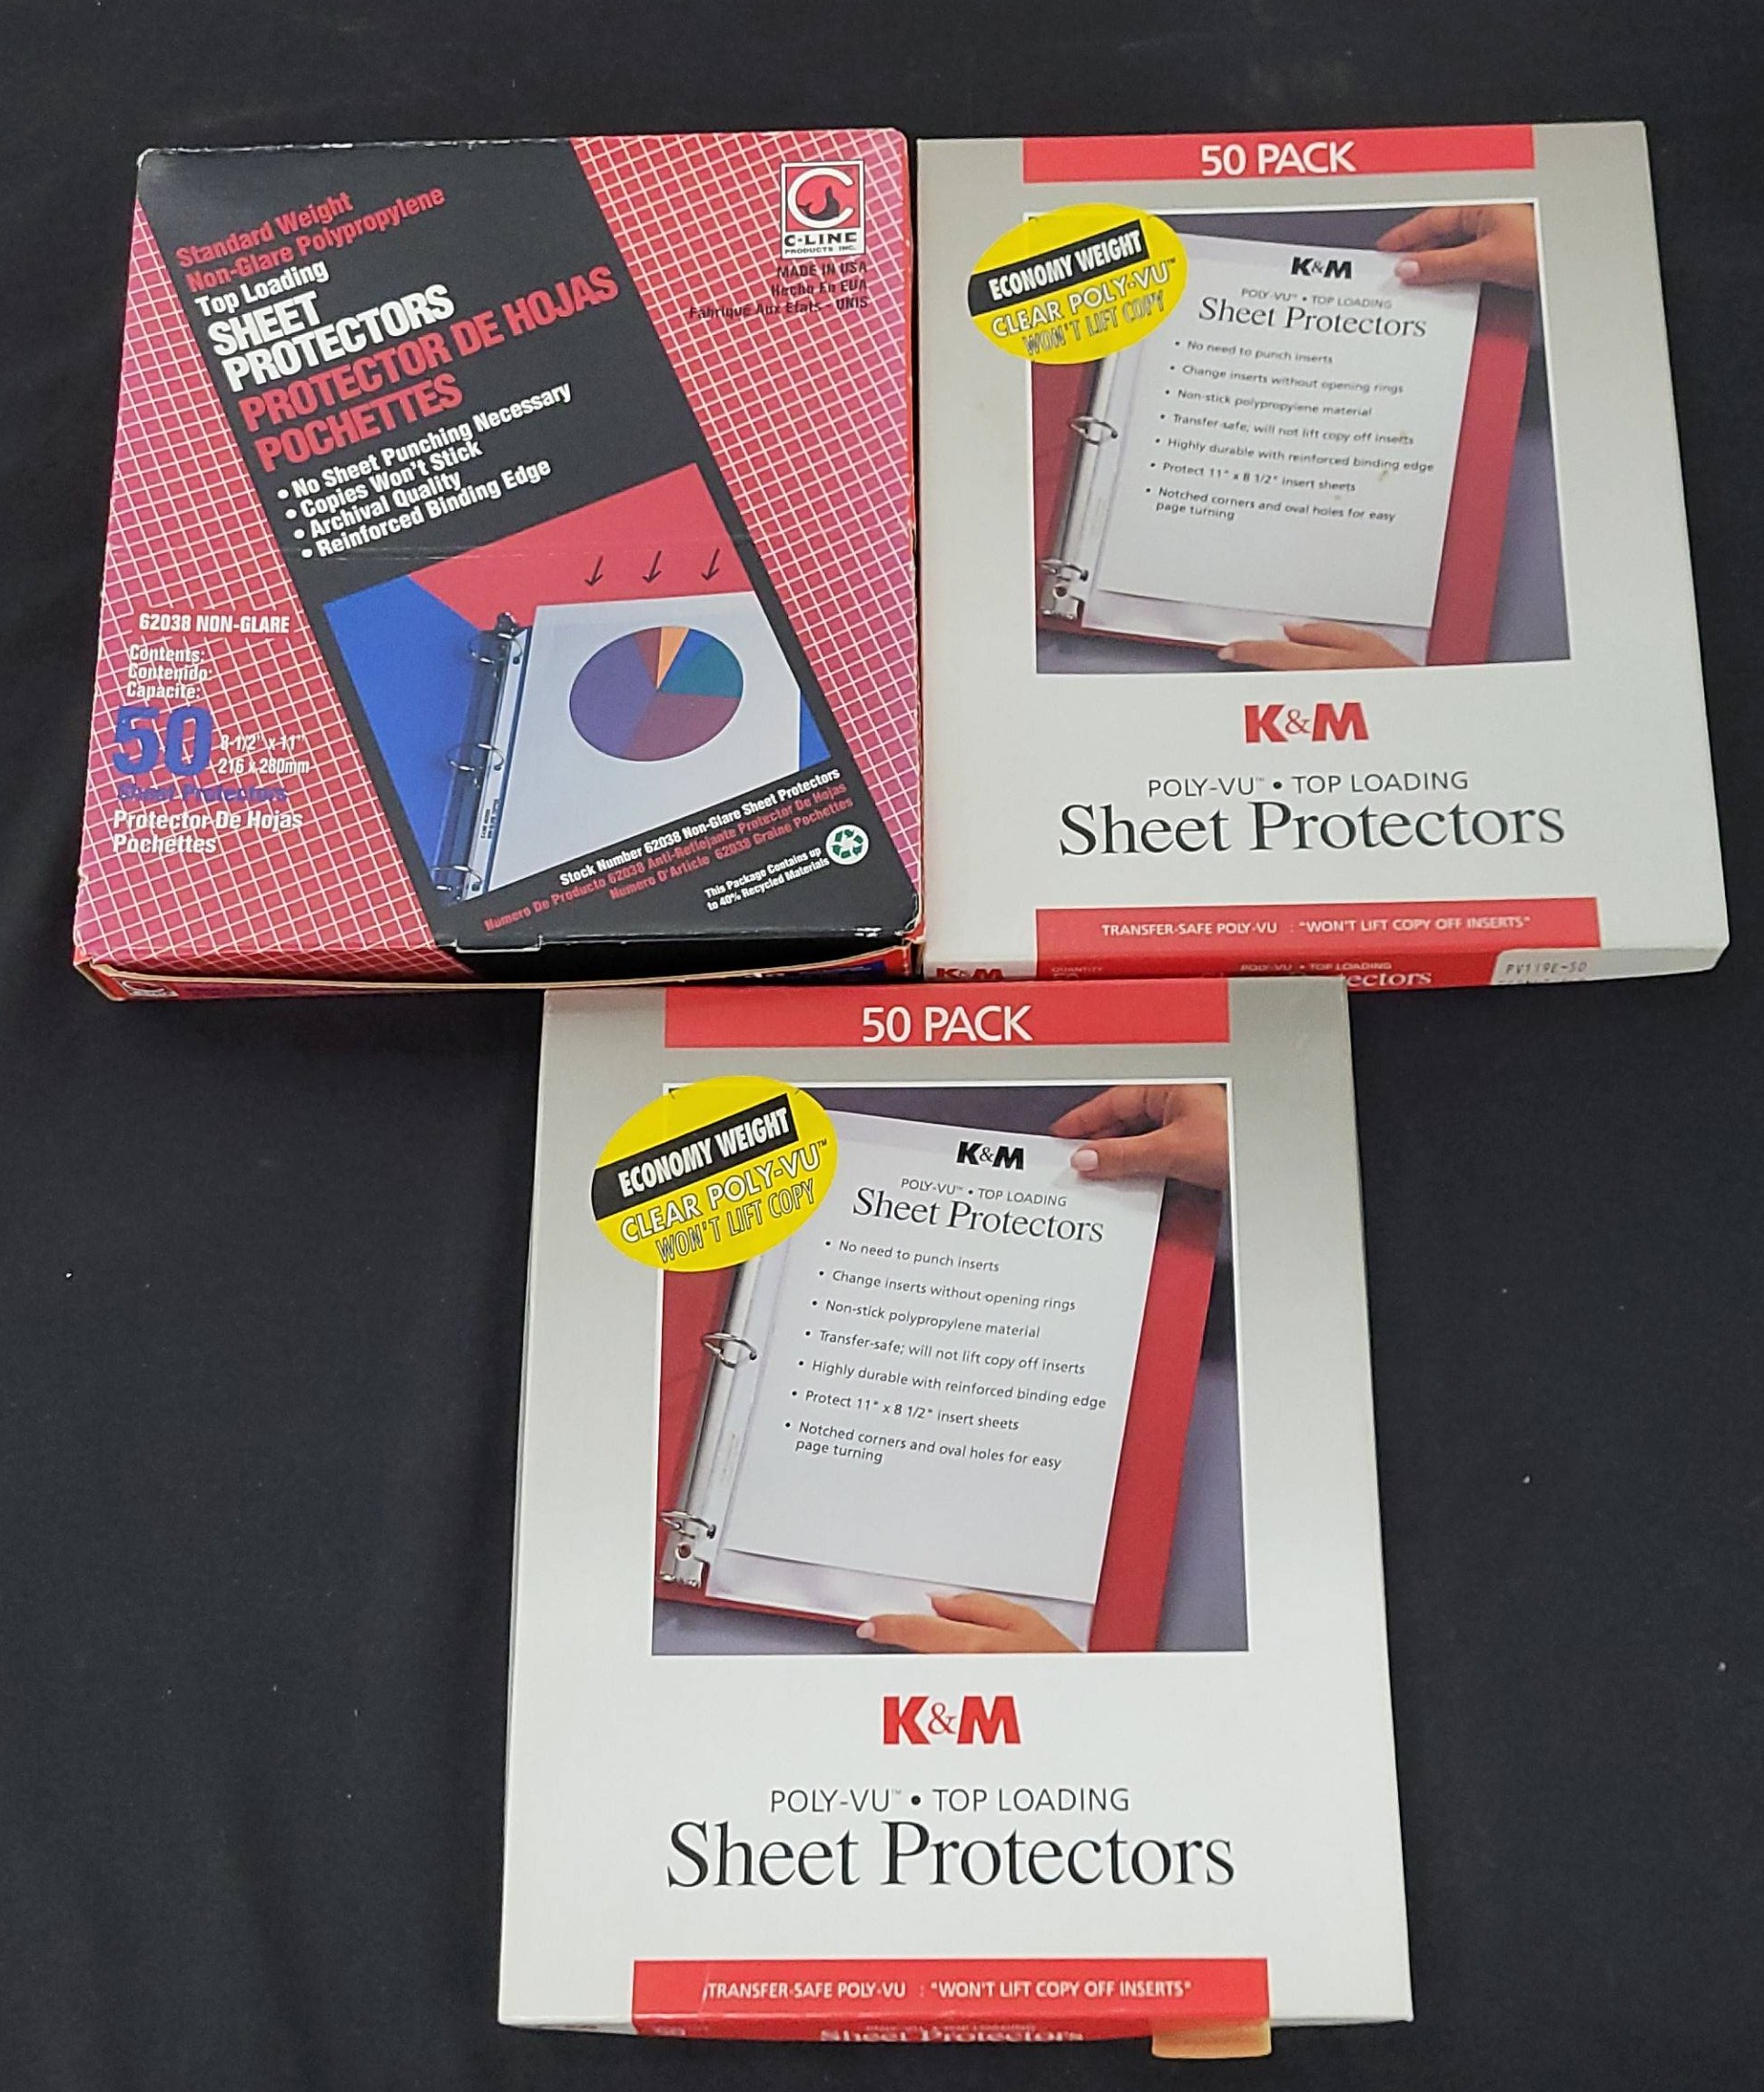 Standard Weight
Non-Glare Polypropylene
Top Loading
SHEET
PROTECTORS
PROTECTOR DE HOJAS
POCHETTES
• No Sheet Punching Necessary
• Copies Won't Stick
• Archival Quality
• Reinforced Binding Edge
C-LINE
PRODUCTS INC.
MADE IN USA
Hecho En EUA
Fabriqué Aux Etats - UNIS
62038 NON-GLARE
Contents:
Contenido:
Capacite:
50
8-1/2" x 11"
216 x 280mm
Sheet Protectors
Protector De Hojas
Pochettes
Stock Number 62038 Non-Glare Sheet Protectors
Numero De Producto 62038 Anti-Reflejante Protector De Hojas
Numero D'Article 62038 Graine Pochettes
This Package Contains up
to 40% Recycled Materials
50 PACK
ECONOMY WEIGHT
CLEAR POLY-VU™
WON'T LIFT COPY
K&M
POLY-VU™ • TOP LOADING
Sheet Protectors
• No need to punch inserts
• Change inserts without opening rings
• Non-stick polypropylene material
• Transfer-safe; will not lift copy off inserts
• Highly durable with reinforced binding edge
• Protect 11" x 8 1/2" insert sheets
• Notched corners and oval holes for easy
page turning
K&M
POLY-VU™ • TOP LOADING
Sheet Protectors
TRANSFER-SAFE POLY-VU : "WON'T LIFT COPY OFF INSERTS"
K&M
QUANTITY
POLY-VU • TOP LOADING
PV119E-50
50 PACK
ECONOMY WEIGHT
CLEAR POLY-VU™
WON'T LIFT COPY
K&M
POLY-VU™ • TOP LOADING
Sheet Protectors
• No need to punch inserts
• Change inserts without opening rings
• Non-stick polypropylene material
• Transfer-safe; will not lift copy off inserts
• Highly durable with reinforced binding edge
• Protect 11" x 8 1/2" insert sheets
• Notched corners and oval holes for easy
page turning
K&M
POLY-VU™ • TOP LOADING
Sheet Protectors
TRANSFER-SAFE POLY-VU : "WON'T LIFT COPY OFF INSERTS"
Sheet Protectors